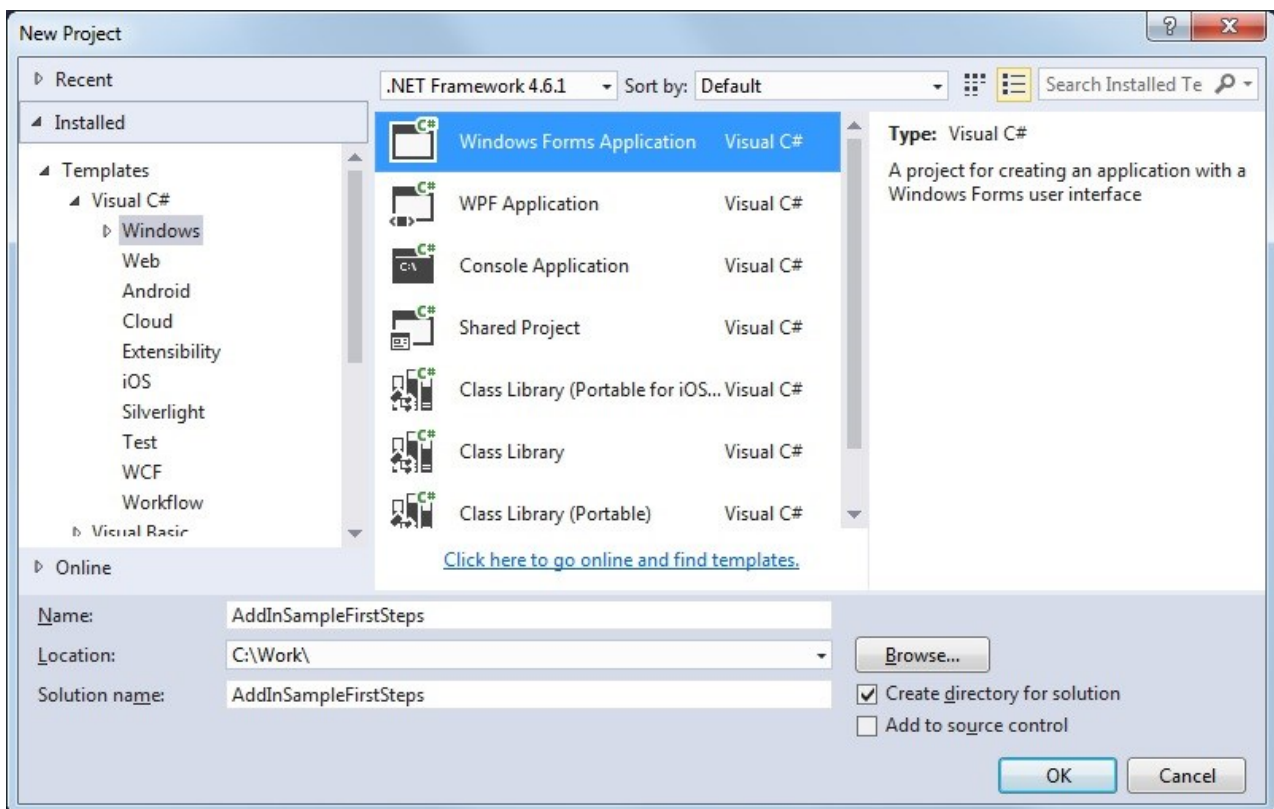 New Project
Recent
.NET Framework 4.6.1 Sort by: Default Search Installed Te
Installed
Templates
Visual C#
Windows
Web
Android
Cloud
Extensibility
iOS
Silverlight
Test
WCF
Workflow
Visual Basic
Online
Windows Forms Application Visual C#
WPF Application Visual C#
Console Application Visual C#
Shared Project Visual C#
Class Library (Portable for iOS... Visual C#
Class Library Visual C#
Class Library (Portable) Visual C#
Click here to go online and find templates.
Type: Visual C#
A project for creating an application with a
Windows Forms user interface
Name: AddInSampleFirstSteps
Location: C:\Work\ Browse...
Solution name: AddInSampleFirstSteps Create directory for solution
Add to source control
OK Cancel